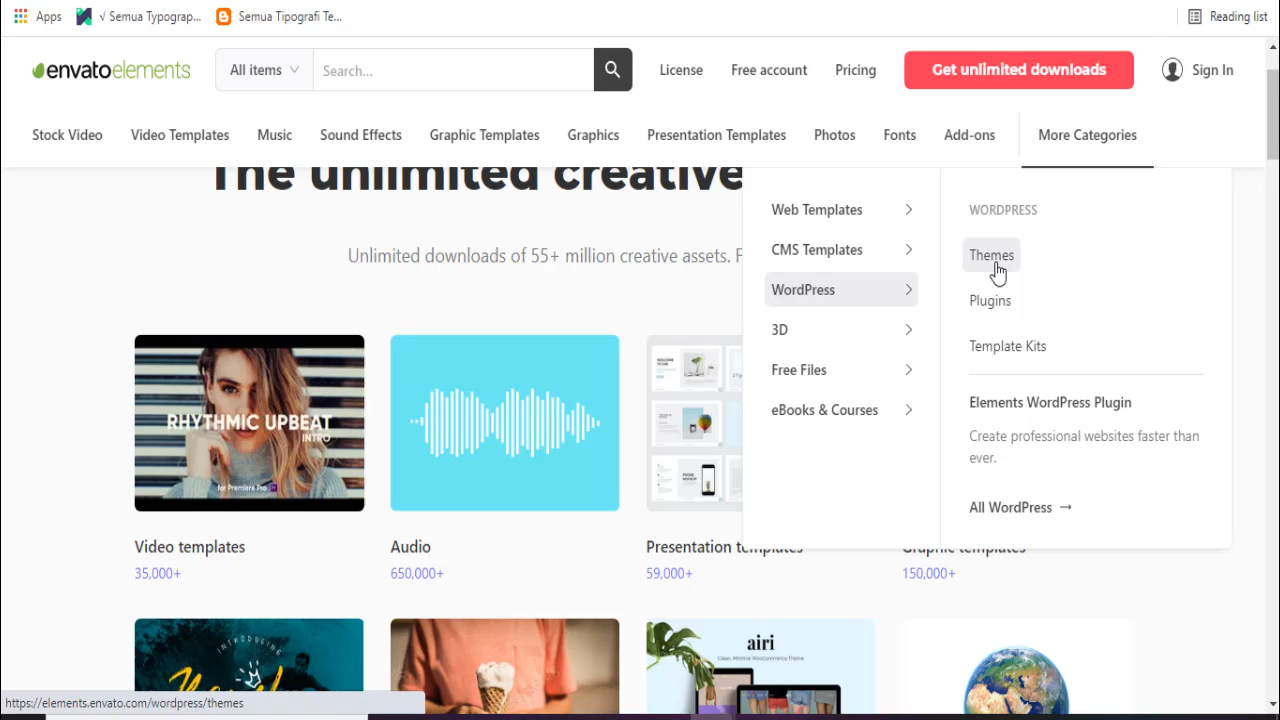 Apps
√ Semua Typograp...
Semua Tipografi Te...
Reading list
envatoelements
All items
Search...
License
Free account
Pricing
Get unlimited downloads
Sign In
Stock Video
Video Templates
Music
Sound Effects
Graphic Templates
Graphics
Presentation Templates
Photos
Fonts
Add-ons
More Categories
The unlimited creative
Unlimited downloads of 55+ million creative assets. F
Web Templates
CMS Templates
WordPress
3D
Free Files
eBooks & Courses
WORDPRESS
Themes
Plugins
Template Kits
Elements WordPress Plugin
Create professional websites faster than
ever.
All WordPress →
RHYTHMIC UPBEAT
INTRO
for Premiere Pro
Video templates
35,000+
Audio
650,000+
Presentation templates
59,000+
Graphic templates
150,000+
INTRODUCING
airi
Clean, Minimal WooCommerce Theme
https://elements.envato.com/wordpress/themes